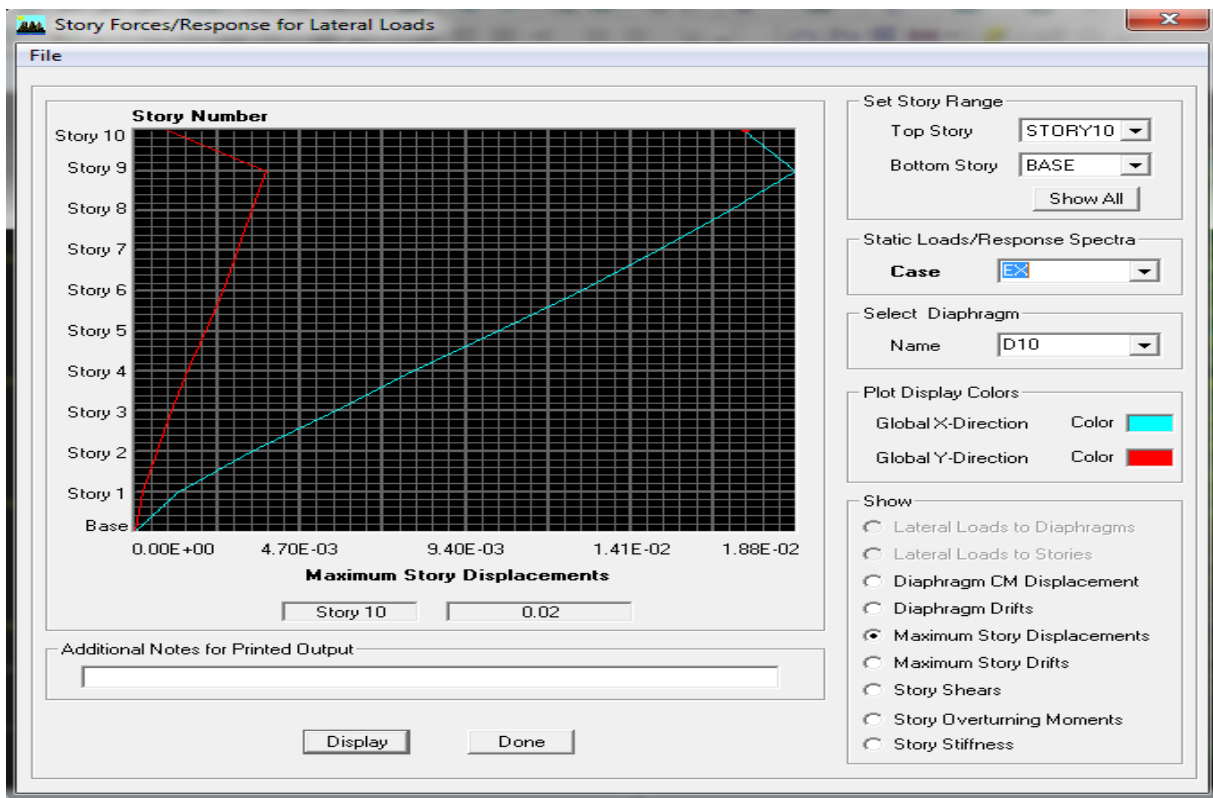 Story Forces/Response for Lateral Loads
File
Story Number
Story 10
Story 9
Story 8
Story 7
Story 6
Story 5
Story 4
Story 3
Story 2
Story 1
Base
0.00E+00 4.70E-03 9.40E-03 1.41E-02 1.88E-02
Maximum Story Displacements
Story 10 0.02
Additional Notes for Printed Output
Display Done
Set Story Range
Top Story STORY10
Bottom Story BASE
Show All
Static Loads/Response Spectra
Case EX
Select Diaphragm
Name D10
Plot Display Colors
Global X-Direction Color
Global Y-Direction Color
Show
Lateral Loads to Diaphragms
Lateral Loads to Stories
Diaphragm CM Displacement
Diaphragm Drifts
Maximum Story Displacements
Maximum Story Drifts
Story Shears
Story Overturning Moments
Story Stiffness